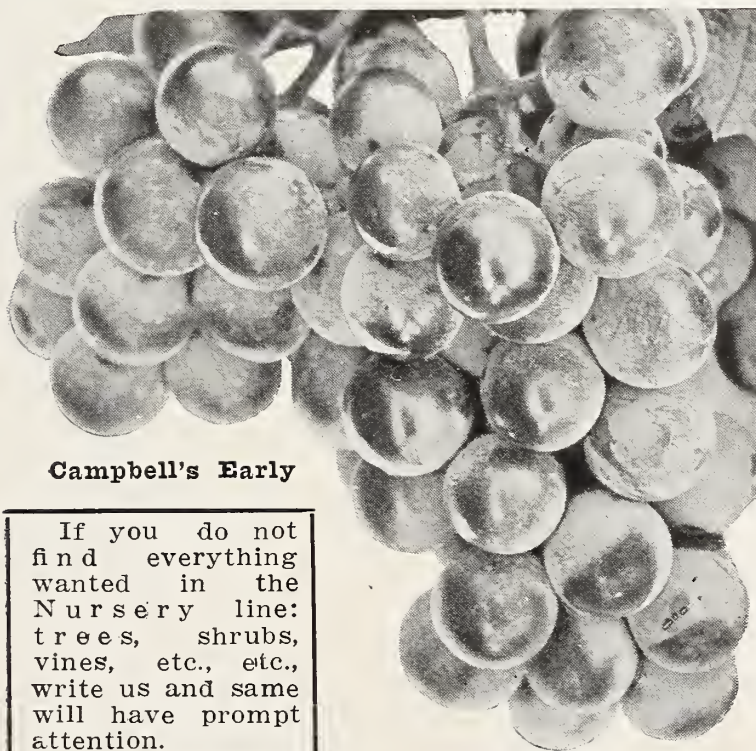 Campbell's Early
If you do not
find everything
wanted in the
Nursery line:
trees, shrubs,
vines, etc., etc.,
write us and same
will have prompt
attention.